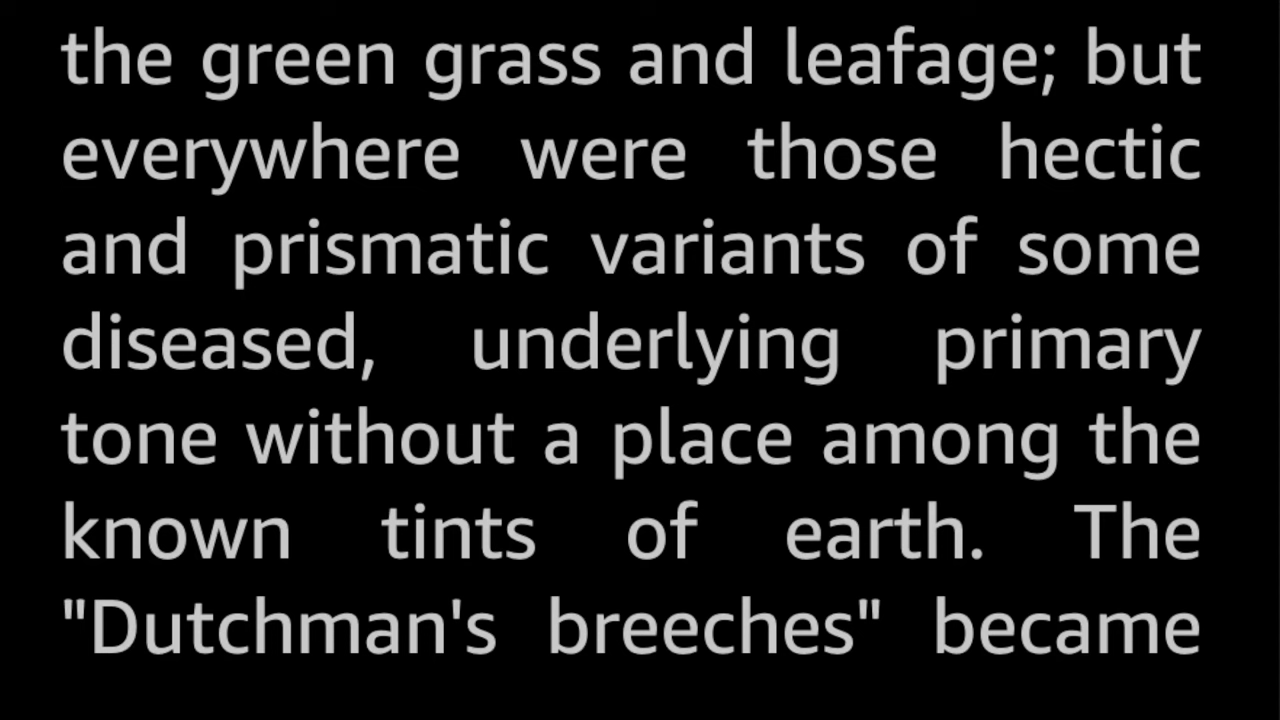 the green grass and leafage; but
everywhere were those hectic
and prismatic variants of some
diseased, underlying primary
tone without a place among the
known tints of earth. The
"Dutchman's breeches" became